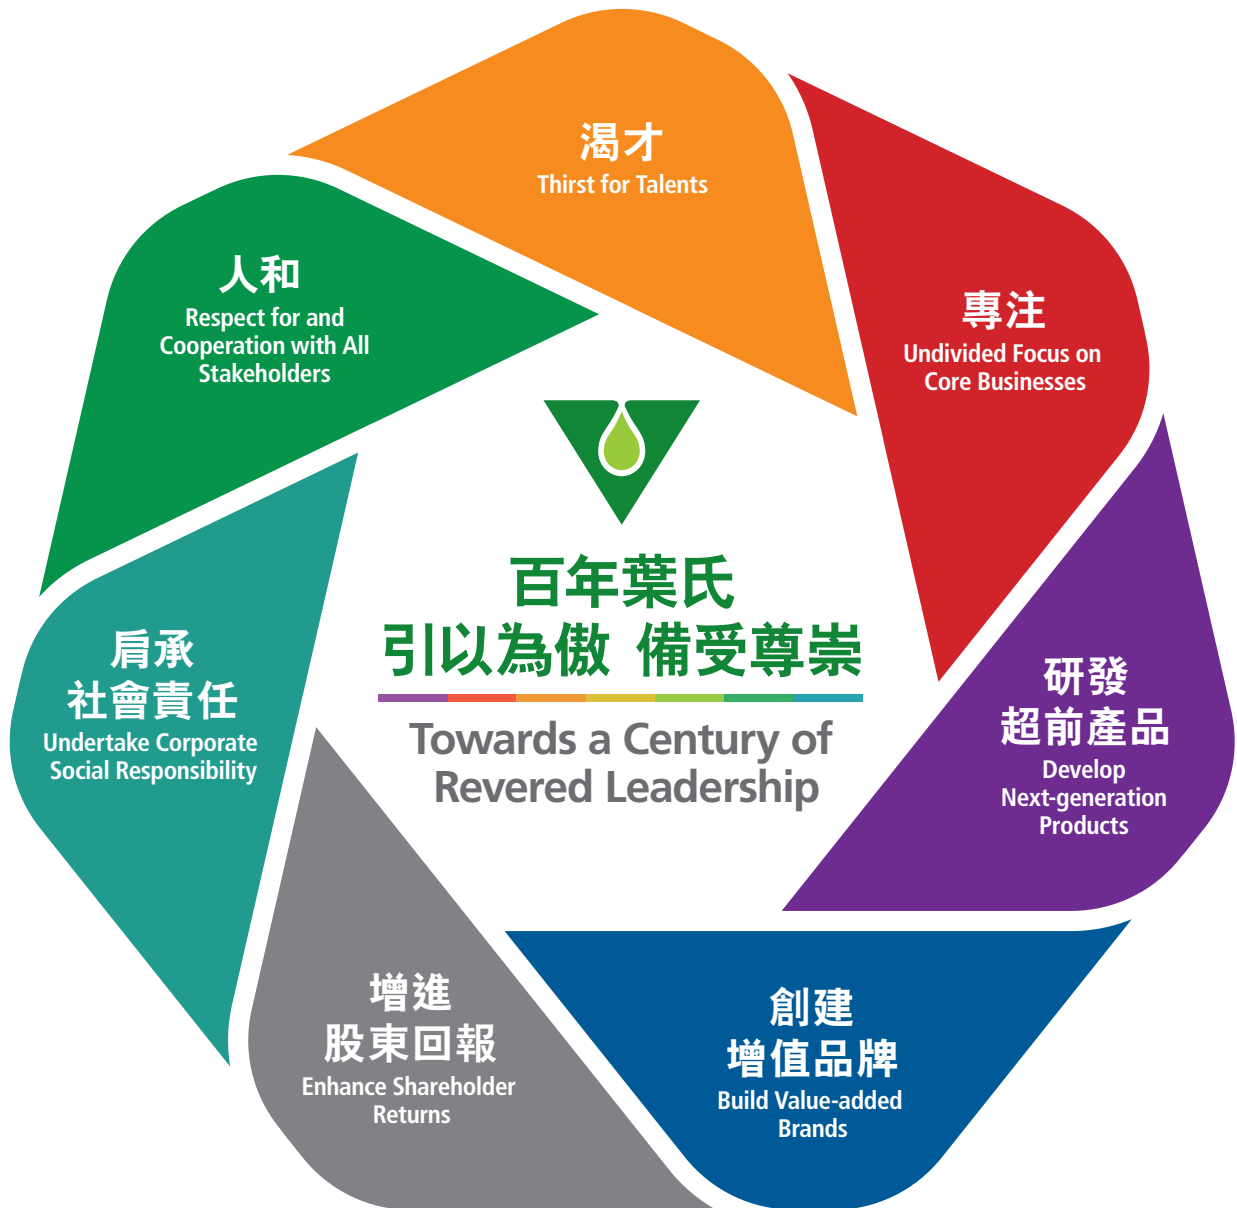 渴才
Thirst for Talents
專注
Undivided Focus on
Core Businesses
研發
超前產品
Develop
Next-generation
Products
創建
增值品牌
Build Value-added
Brands
增進
股東回報
Enhance Shareholder
Returns
肩承
社會責任
Undertake Corporate
Social Responsibility
人和
Respect for and
Cooperation with All
Stakeholders
百年葉氏
引以為傲 備受尊崇
Towards a Century of
Revered Leadership